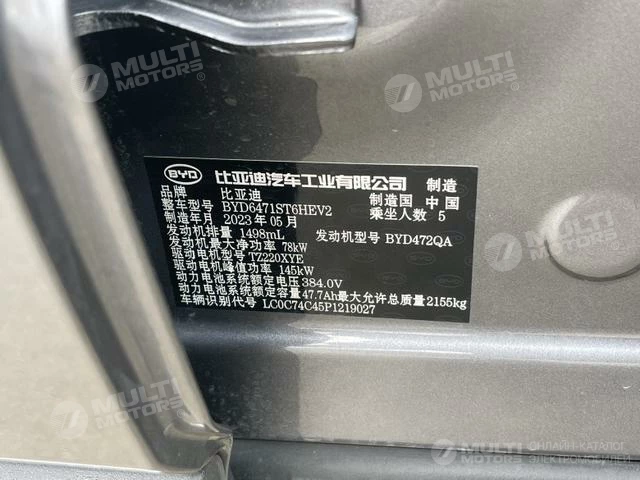 MULTI MOTORS®
MULTI MOTORS
BYD 比亚迪汽车工业有限公司 制造
品牌 比亚迪 制造国 中国
整车型号 BYD6471ST6HEV2 乘坐人数 5
制造年月 2023年05月
发动机排量 1498mL 发动机型号 BYD472QA
发动机最大净功率 78kW
驱动电机型号 TZ220XYE
驱动电机峰值功率 145kW
动力电池系统额定电压 384.0V
动力电池系统额定容量 47.7Ah 最大允许总质量 2155kg
车辆识别代号 LC0C74C45P1219027
MULTI MOTORS
MULTI MOTORS
ОНЛАЙН-КАТАЛОГ
ЭЛЕКТРОМОБИЛЕЙ